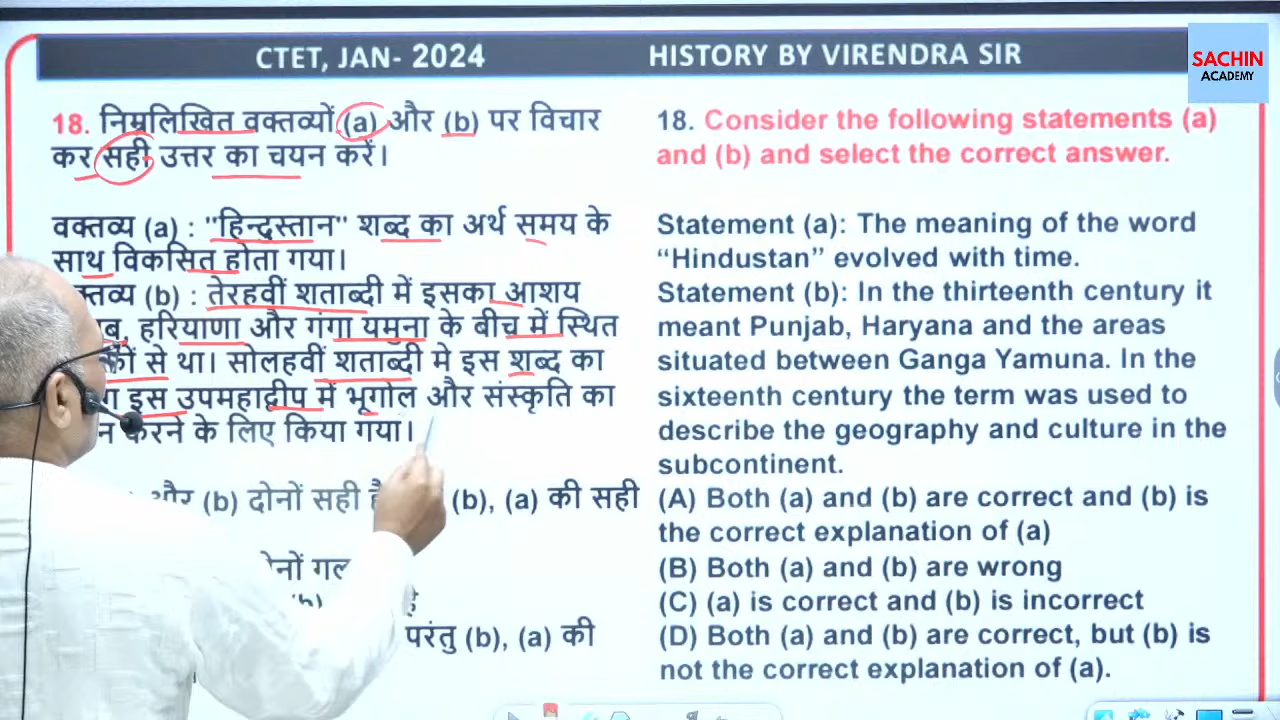 CTET, JAN- 2024
HISTORY BY VIRENDRA SIR
SACHIN
ACADEMY
18. निम्नलिखित वक्तव्यों (a) और (b) पर विचार
कर सही उत्तर का चयन करें।
वक्तव्य (a) : "हिन्दुस्तान" शब्द का अर्थ समय के
साथ विकसित होता गया।
(b) : तेरहवीं शताब्दी में इसका आशय
हरियाणा और गंगा यमुना के बीच में स्थित
से था। सोलहवीं शताब्दी मे इस शब्द का
इस उपमहाद्वीप में भूगोल और संस्कृति का
करने के लिए किया गया।
और (b) दोनों सही (b), (a) की सही
परंतु (b), (a) की
18. Consider the following statements (a)
and (b) and select the correct answer.
Statement (a): The meaning of the word
“Hindustan” evolved with time.
Statement (b): In the thirteenth century it
meant Punjab, Haryana and the areas
situated between Ganga Yamuna. In the
sixteenth century the term was used to
describe the geography and culture in the
subcontinent.
(A) Both (a) and (b) are correct and (b) is
the correct explanation of (a)
(B) Both (a) and (b) are wrong
(C) (a) is correct and (b) is incorrect
(D) Both (a) and (b) are correct, but (b) is
not the correct explanation of (a).